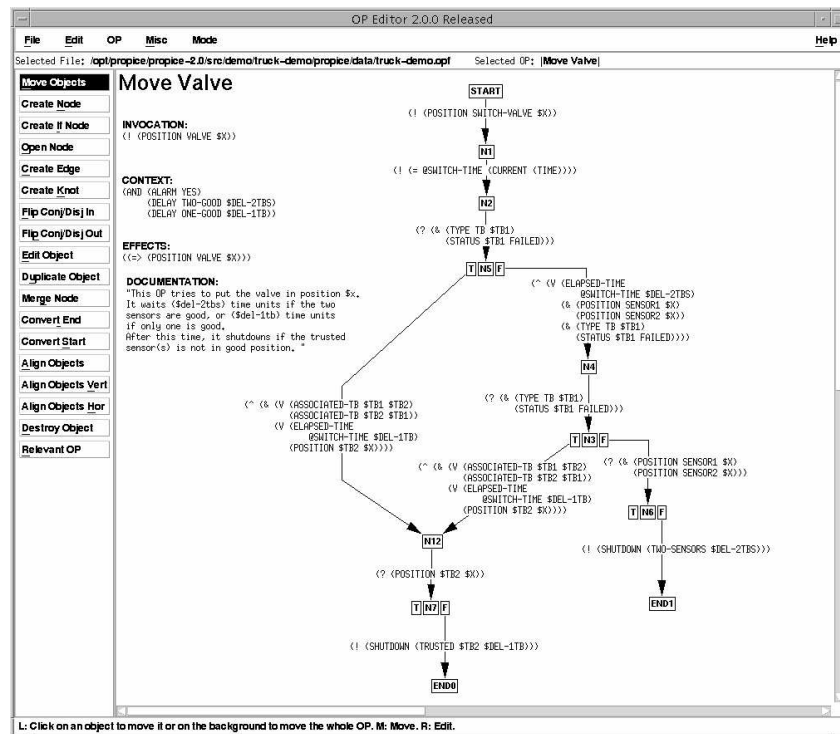 OP Editor 2.0.0 Released
File Edit OP Misc Mode Help
Selected File: /opt/propice/propice-2.0/src/demo/truck-demo/propice/data/truck-demo.opf Selected OP: |Move Valve|
Move Objects
Create Node
Create If Node
Open Node
Create Edge
Create Knot
Flip Conj/Disj In
Flip Conj/Disj Out
Edit Object
Duplicate Object
Merge Node
Convert End
Convert Start
Align Objects
Align Objects Vert
Align Objects Hor
Destroy Object
Relevant OP
Move Valve
INVOCATION:
(! (POSITION VALVE $X))
CONTEXT:
(AND (ALARM YES)
(DELAY TWO-GOOD $DEL-2TBS)
(DELAY ONE-GOOD $DEL-1TB))
EFFECTS:
((=> (POSITION VALVE $X)))
DOCUMENTATION:
"This OP tries to put the valve in position $x.
It waits ($del-2tbs) time units if the two
sensors are good, or ($del-1tb) time units
if only one is good.
After this time, it shutdowns if the trusted
sensor(s) is not in good position. "
START
(! (POSITION SWITCH-VALVE $X))
N1
(! (= @SWITCH-TIME (CURRENT (TIME))))
N2
(? (& (TYPE TB $TB1)
(STATUS $TB1 FAILED)))
T N5 F
(^ (V (ELAPSED-TIME
@SWITCH-TIME $DEL-2TBS)
(& (POSITION SENSOR1 $X)
(POSITION SENSOR2 $X))
(& (TYPE TB $TB1)
(STATUS $TB1 FAILED))))
N4
(? (& (TYPE TB $TB1)
(STATUS $TB1 FAILED)))
T N3 F
(^ (& (V (ASSOCIATED-TB $TB1 $TB2)
(ASSOCIATED-TB $TB2 $TB1))
(V (ELAPSED-TIME
@SWITCH-TIME $DEL-1TB)
(POSITION $TB2 $X))))
(^ (& (V (ASSOCIATED-TB $TB1 $TB2)
(ASSOCIATED-TB $TB2 $TB1))
(V (ELAPSED-TIME
@SWITCH-TIME $DEL-1TB)
(POSITION $TB2 $X))))
(? (& (POSITION SENSOR1 $X)
(POSITION SENSOR2 $X)))
T N6 F
(! (SHUTDOWN (TWO-SENSORS $DEL-2TBS)))
END1
N12
(? (POSITION $TB2 $X))
T N7 F
(! (SHUTDOWN (TRUSTED $TB2 $DEL-1TB)))
END0
L: Click on an object to move it or on the background to move the whole OP. M: Move. R: Edit.